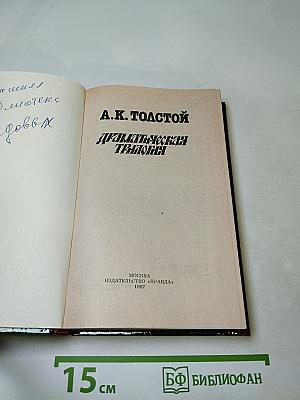 А.К. ТОЛСТОЙ
ДРАМАТИЧЕСКАЯ
ТРИЛОГИЯ
МОСКВА
ИЗДАТЕЛЬСТВО «ПРАВДА»
1987
15 см
БФ БИБЛИОФАН